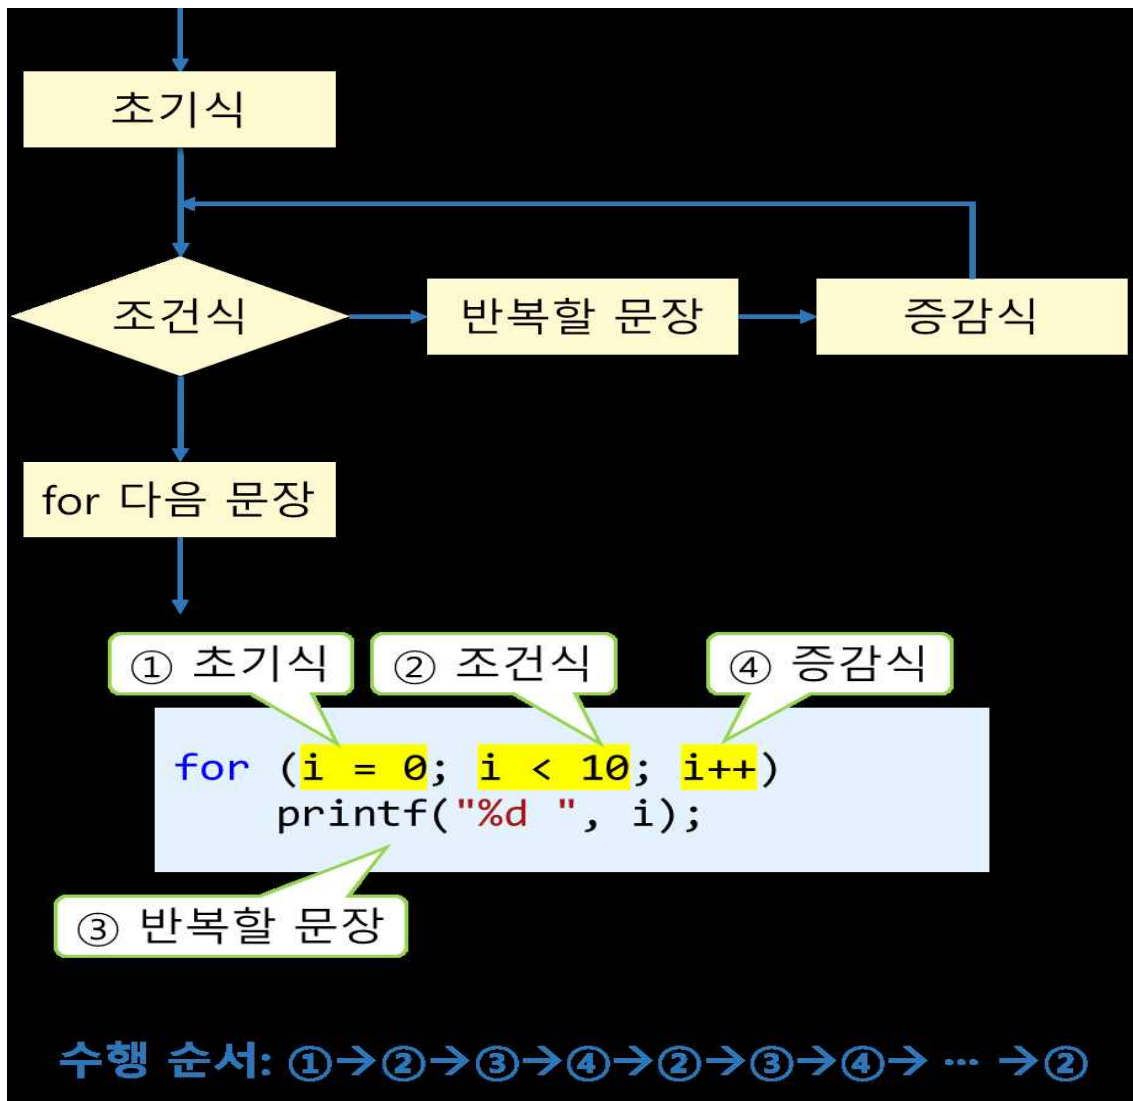 초기식
조건식
반복할 문장
증감식
for 다음 문장
① 초기식
② 조건식
④ 증감식
for (i = 0; i < 10; i++)
printf("%d ", i);
③ 반복할 문장
수행 순서: ①→②→③→④→②→③→④→ ··· →②